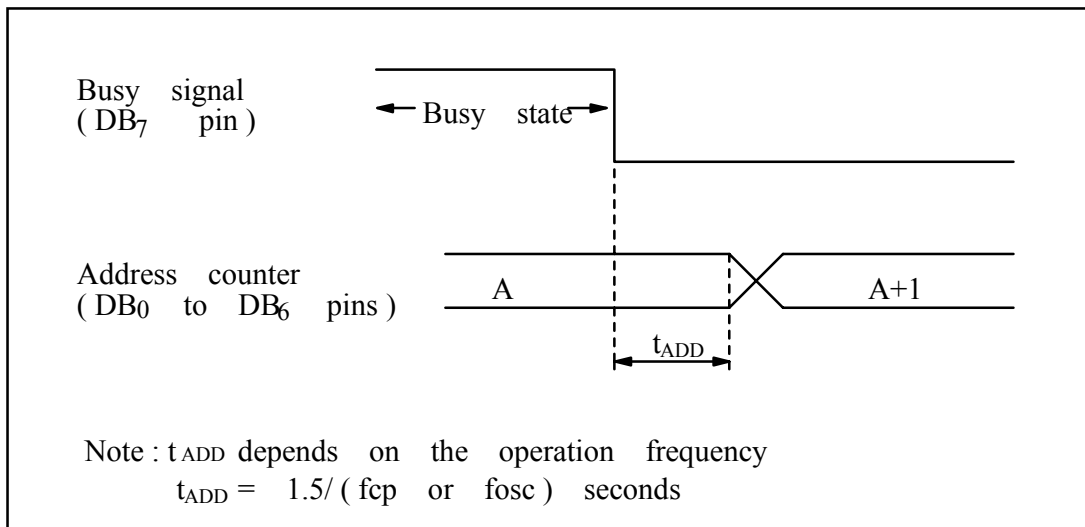 Busy signal
( DB7 pin )
Busy state
Address counter
( DB0 to DB6 pins )
A
A+1
tADD
Note : t ADD depends on the operation frequency
tADD = 1.5/ ( fcp or fosc ) seconds